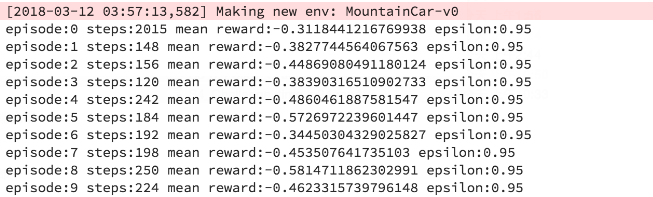 [2018-03-12 03:57:13,582] Making new env: MountainCar-v0
episode:0 steps:2015 mean reward:-0.3118441216769938 epsilon:0.95
episode:1 steps:148 mean reward:-0.3827744564067563 epsilon:0.95
episode:2 steps:156 mean reward:-0.44869080491180124 epsilon:0.95
episode:3 steps:120 mean reward:-0.38390316510902733 epsilon:0.95
episode:4 steps:242 mean reward:-0.4860461887581547 epsilon:0.95
episode:5 steps:184 mean reward:-0.5726972239601447 epsilon:0.95
episode:6 steps:192 mean reward:-0.34450304329025827 epsilon:0.95
episode:7 steps:198 mean reward:-0.453507641735103 epsilon:0.95
episode:8 steps:250 mean reward:-0.5814711862302991 epsilon:0.95
episode:9 steps:224 mean reward:-0.4623315739796148 epsilon:0.95